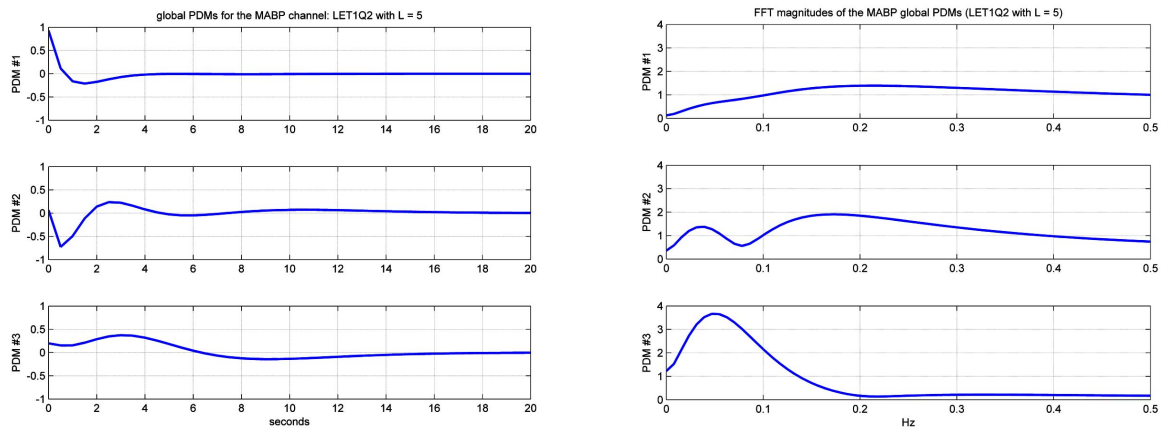 global PDMs for the MABP channel: LET1Q2 with L = 5
1
0.5
0
-0.5
-1
PDM #1
0 2 4 6 8 10 12 14 16 18 20
1
0.5
0
-0.5
-1
PDM #2
0 2 4 6 8 10 12 14 16 18 20
1
0.5
0
-0.5
-1
PDM #3
0 2 4 6 8 10 12 14 16 18 20
seconds
FFT magnitudes of the MABP global PDMs (LET1Q2 with L = 5)
4
3
2
1
0
PDM #1
0 0.1 0.2 0.3 0.4 0.5
4
3
2
1
0
PDM #2
0 0.1 0.2 0.3 0.4 0.5
4
3
2
1
0
PDM #3
0 0.1 0.2 0.3 0.4 0.5
Hz